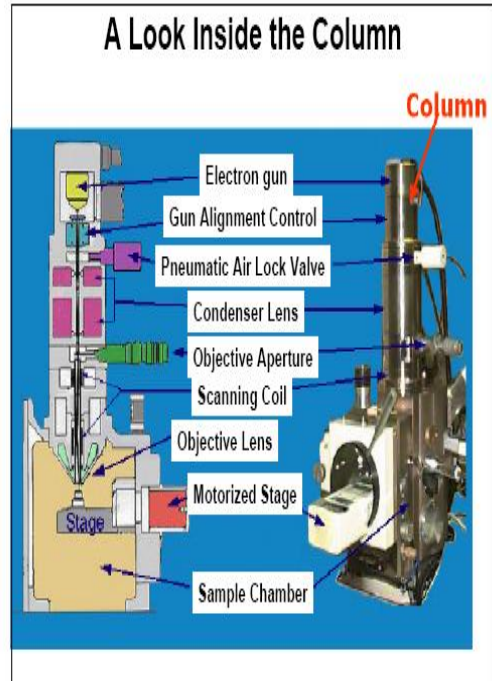 A Look Inside the Column
Column
Electron gun
Gun Alignment Control
Pneumatic Air Lock Valve
Condenser Lens
Objective Aperture
Scanning Coil
Objective Lens
Motorized Stage
Stage
Sample Chamber